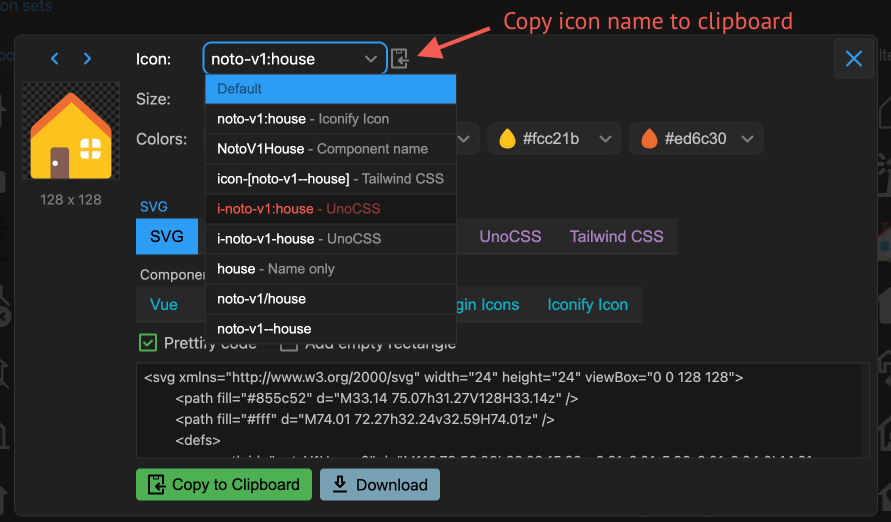 on sets
Copy icon name to clipboard
Icon:
noto-v1:house
Default
Size:
noto-v1:house - Iconify Icon
Colors:
#fcc21b
#ed6c30
NotoV1House - Component name
icon-[noto-v1--house] - Tailwind CSS
128 x 128
SVG
i-noto-v1:house - UnoCSS
SVG
i-noto-v1-house - UnoCSS
UnoCSS
Tailwind CSS
house - Name only
Vue
noto-v1/house
Icons
Iconify Icon
noto-v1--house
Prettify code
Add empty rectangle
<svg xmlns="http://www.w3.org/2000/svg" width="24" height="24" viewBox="0 0 128 128">
<path fill="#855c52" d="M33.14 75.07h31.27V128H33.14z" />
<path fill="#fff" d="M74.01 72.27h32.24v32.59H74.01z" />
<defs>
Copy to Clipboard
Download